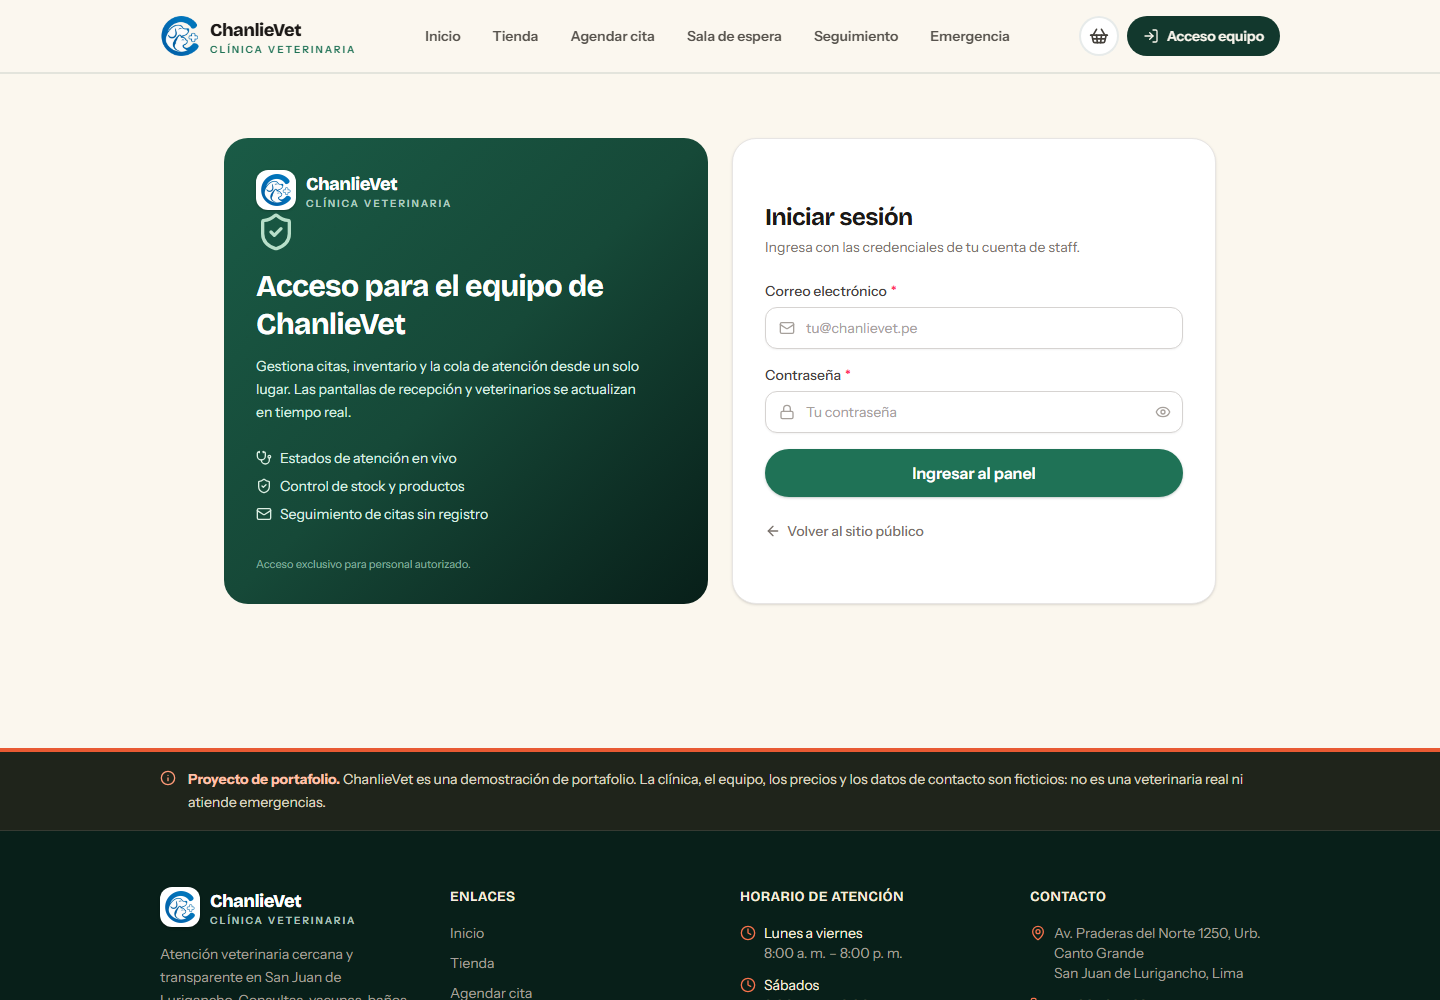 ChanlieVet
CLÍNICA VETERINARIA
Inicio
Tienda
Agendar cita
Sala de espera
Seguimiento
Emergencia
Acceso equipo
ChanlieVet
CLÍNICA VETERINARIA
Acceso para el equipo de
ChanlieVet
Gestiona citas, inventario y la cola de atención desde un solo
lugar. Las pantallas de recepción y veterinarios se actualizan
en tiempo real.
Estados de atención en vivo
Control de stock y productos
Seguimiento de citas sin registro
Acceso exclusivo para personal autorizado.
Iniciar sesión
Ingresa con las credenciales de tu cuenta de staff.
Correo electrónico *
tu@chanlievet.pe
Contraseña *
Tu contraseña
Ingresar al panel
Volver al sitio público
Proyecto de portafolio. ChanlieVet es una demostración de portafolio. La clínica, el equipo, los precios y los datos de contacto son ficticios: no es una veterinaria real ni
atiende emergencias.
ChanlieVet
CLÍNICA VETERINARIA
Atención veterinaria cercana y
transparente en San Juan de
Lurigancho. Consultas, vacunas, baños
ENLACES
Inicio
Tienda
Agendar cita
HORARIO DE ATENCIÓN
Lunes a viernes
8:00 a. m. – 8:00 p. m.
Sábados
CONTACTO
Av. Praderas del Norte 1250, Urb.
Canto Grande
San Juan de Lurigancho, Lima